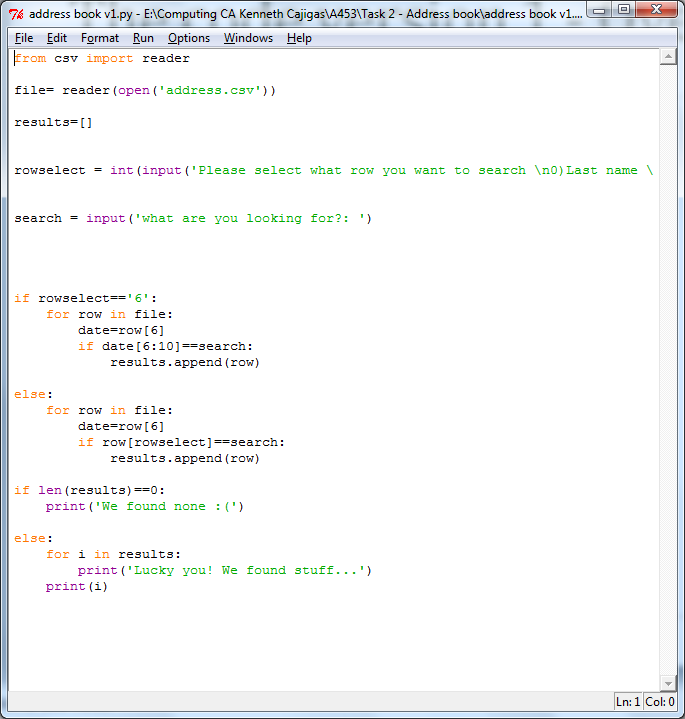 address book v1.py - E:\Computing CA Kenneth Cajigas\A453\Task 2 - Address book\address book v1....
File Edit Format Run Options Windows Help
from csv import reader
file= reader(open('address.csv'))
results=[]
rowselect = int(input('Please select what row you want to search \n0)Last name \
search = input('what are you looking for?: ')
if rowselect=='6':
    for row in file:
        date=row[6]
        if date[6:10]==search:
            results.append(row)
else:
    for row in file:
        date=row[6]
        if row[rowselect]==search:
            results.append(row)
if len(results)==0:
    print('We found none :(')
else:
    for i in results:
        print('Lucky you! We found stuff...')
    print(i)
Ln: 1 Col: 0